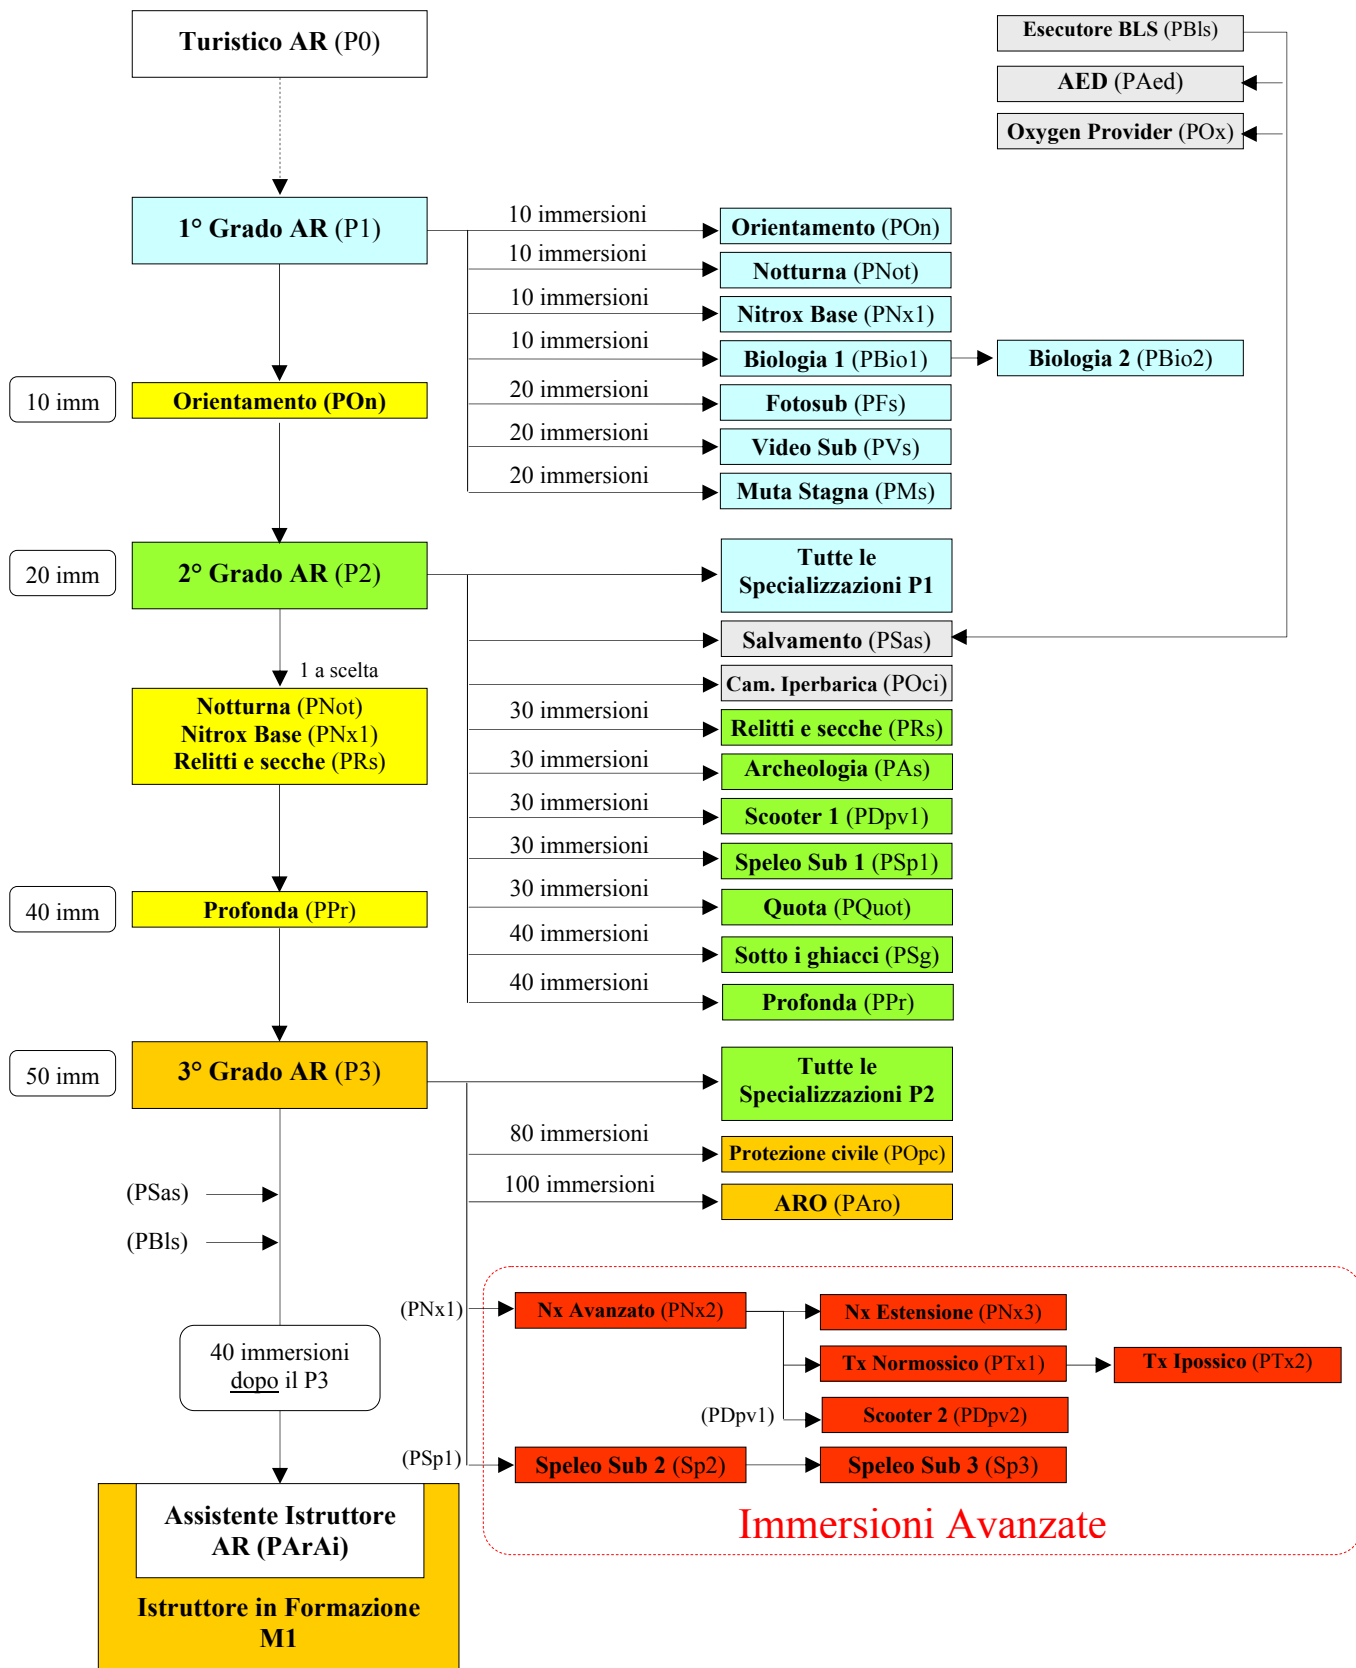 Turistico AR (P0)
Esecutore BLS (PBls)
AED (PAed)
Oxygen Provider (POx)
1° Grado AR (P1)
10 immersioni
Orientamento (POn)
10 immersioni
Notturna (PNot)
10 immersioni
Nitrox Base (PNx1)
10 immersioni
Biologia 1 (PBio1)
Biologia 2 (PBio2)
20 immersioni
Fotosub (PFs)
20 immersioni
Video Sub (PVs)
20 immersioni
Muta Stagna (PMs)
10 imm
Orientamento (POn)
20 imm
2° Grado AR (P2)
Tutte le
Specializzazioni P1
Salvamento (PSas)
Cam. Iperbarica (POci)
30 immersioni
Relitti e secche (PRs)
30 immersioni
Archeologia (PAs)
30 immersioni
Scooter 1 (PDpv1)
30 immersioni
Speleo Sub 1 (PSp1)
30 immersioni
Quota (PQuot)
40 immersioni
Sotto i ghiacci (PSg)
40 immersioni
Profonda (PPr)
1 a scelta
Notturna (PNot)
Nitrox Base (PNx1)
Relitti e secche (PRs)
40 imm
Profonda (PPr)
50 imm
3° Grado AR (P3)
Tutte le
Specializzazioni P2
80 immersioni
Protezione civile (POpc)
100 immersioni
ARO (PAro)
(PSas)
(PBls)
(PNx1)
Nx Avanzato (PNx2)
Nx Estensione (PNx3)
Tx Normossico (PTx1)
Tx Ipossico (PTx2)
(PDpv1)
Scooter 2 (PDpv2)
(PSp1)
Speleo Sub 2 (Sp2)
Speleo Sub 3 (Sp3)
Immersioni Avanzate
40 immersioni
dopo il P3
Assistente Istruttore
AR (PArAi)
Istruttore in Formazione
M1